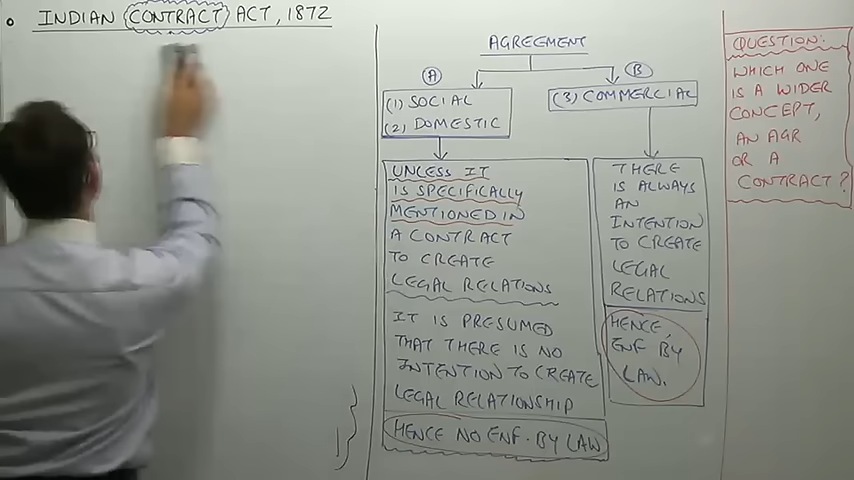 INDIAN CONTRACT ACT, 1872
AGREEMENT
A
B
(1) SOCIAL
(2) DOMESTIC
(3) COMMERCIAL
UNLESS IT
IS SPECIFICALLY
MENTIONED IN
A CONTRACT
TO CREATE
LEGAL RELATIONS
IT IS PRESUMED
THAT THERE IS NO
INTENTION TO CREATE
LEGAL RELATIONSHIP
HENCE NO ENF. BY LAW
THERE
IS ALWAYS
AN
INTENTION
TO CREATE
LEGAL
RELATIONS
HENCE,
ENF BY
LAW.
QUESTION:
WHICH ONE
IS A WIDER
CONCEPT,
AN AGR
OR A
CONTRACT?